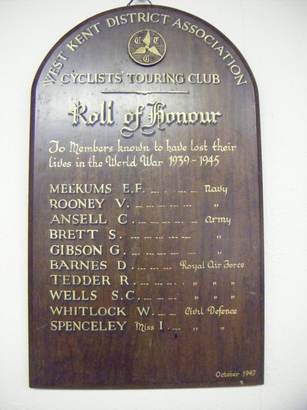 WEST KENT DISTRICT ASSOCIATION
C T C
CYCLISTS' TOURING CLUB
Roll of Honour
To Members known to have lost their
lives in the World War 1939-1945
MEEKUMS E.F. ... ... ... Navy
ROONEY V. ... ... ... ... "
ANSELL C. ... ... ... ... Army
BRETT S. ... ... ... ... "
GIBSON G. ... ... ... ... "
BARNES D. ... ... Royal Air Force
TEDDER R. ... ... ... " " "
WELLS S.C. ... ... ... " " "
WHITLOCK W. ... ... Civil Defence
SPENCELEY Miss I. ... " "
October 1947